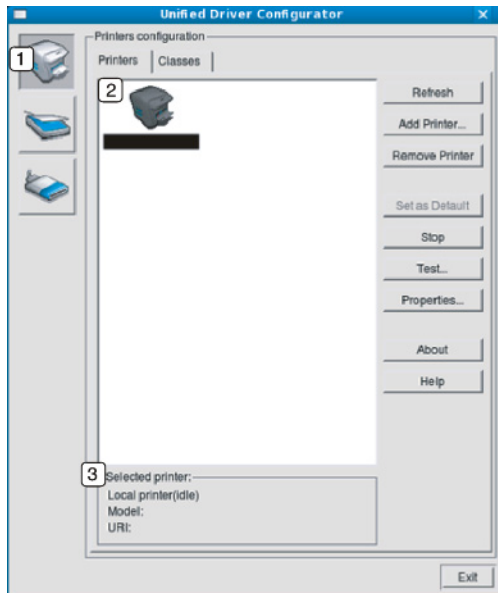 Unified Driver Configurator
1
Printers configuration
Printers
Classes
2
Refresh
Add Printer...
Remove Printer
Set as Default
Stop
Test...
Properties...
About
Help
3
Selected printer:
Local printer(idle)
Model:
URI:
Exit